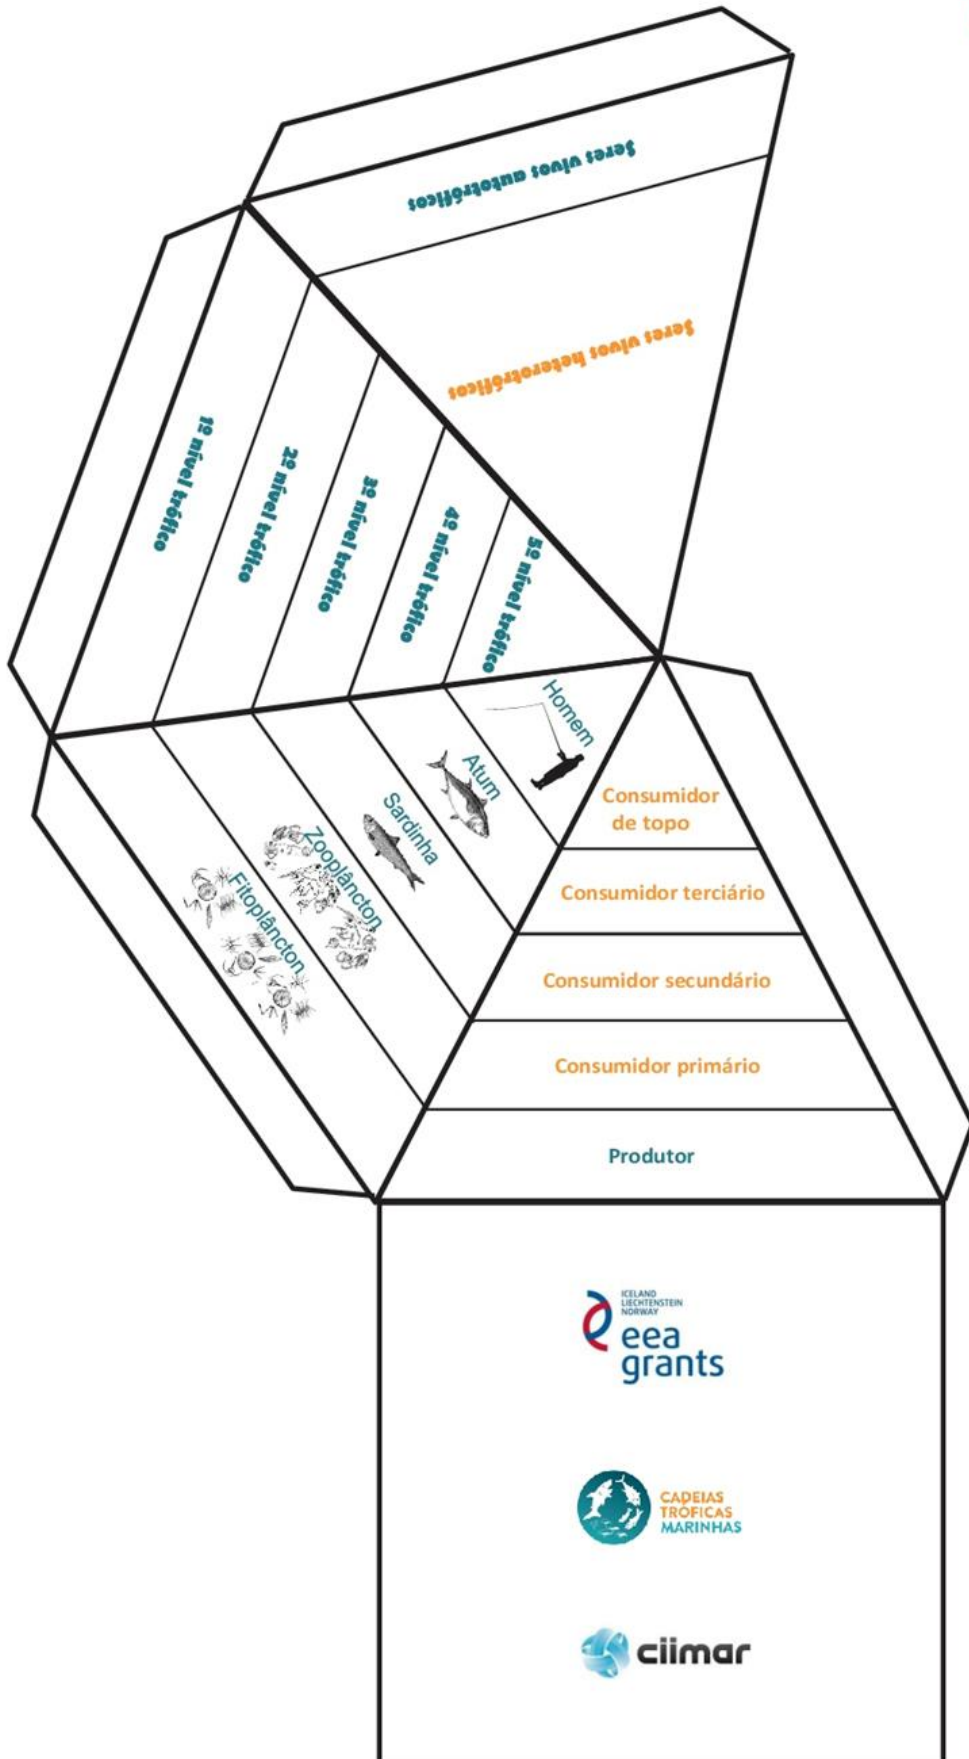 Seres vivos autotróficos
Seres vivos heterotróficos
1º nível trófico
2º nível trófico
3º nível trófico
4º nível trófico
5º nível trófico
Homem
Atum
Sardinha
Zooplâncton
Fitoplâncton
Consumidor
de topo
Consumidor terciário
Consumidor secundário
Consumidor primário
Produtor
ICELAND
LIECHTENSTEIN
NORWAY
eea
grants
CADEIAS
TRÓFICAS
MARINHAS
ciimar